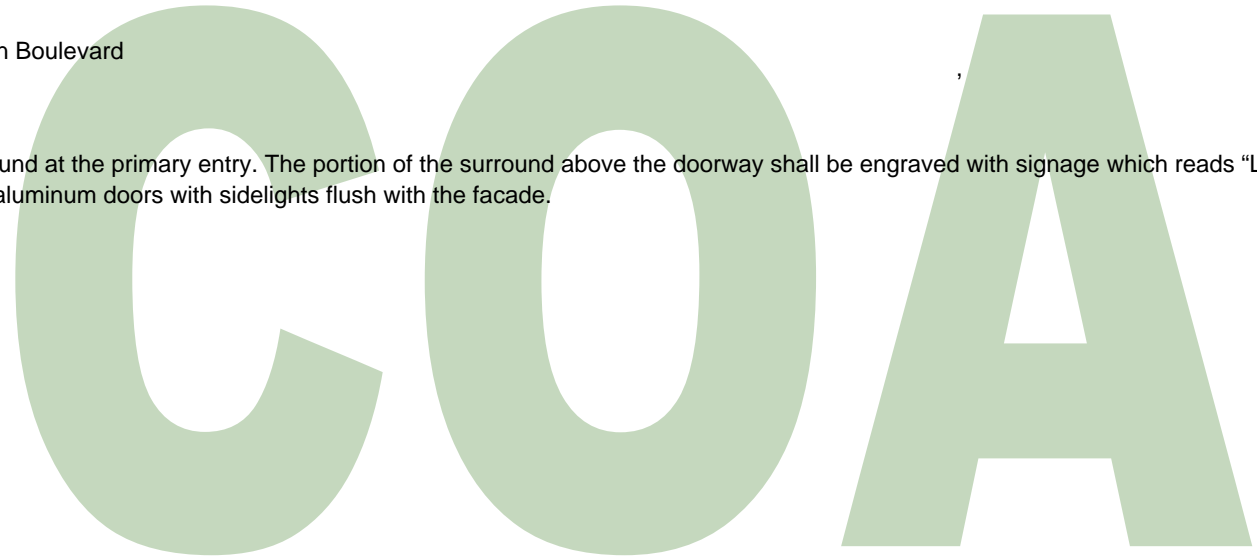 n Boulevard
,
und at the primary entry. The portion of the surround above the doorway shall be engraved with signage which reads “L
aluminum doors with sidelights flush with the facade.
COA